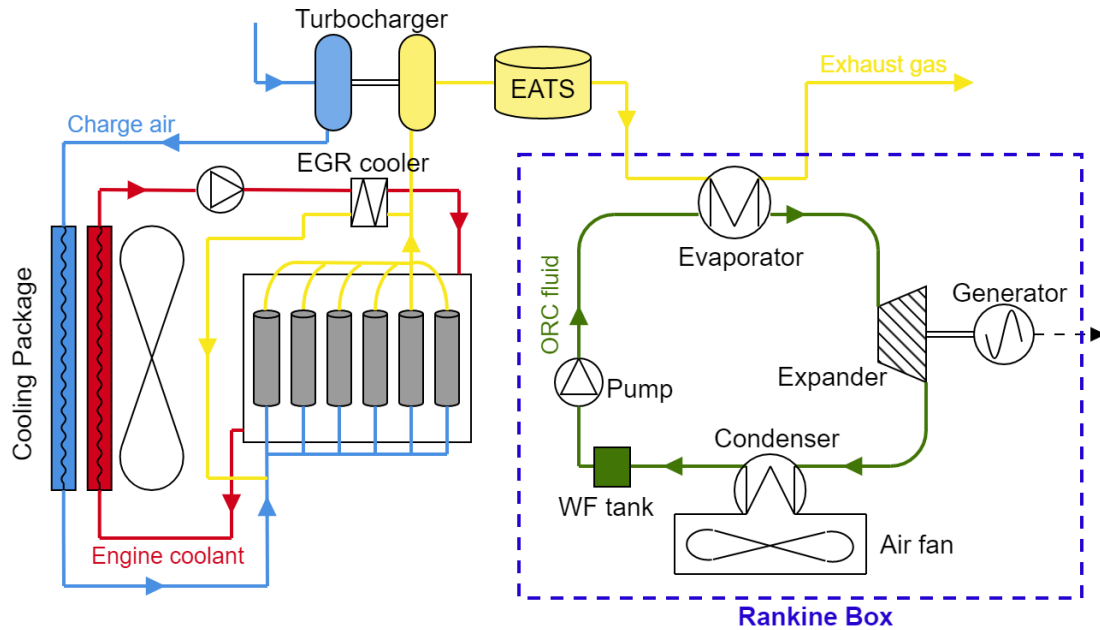 Turbocharger
EATS
Exhaust gas
Charge air
EGR cooler
Evaporator
Cooling Package
ORC fluid
Generator
Expander
Pump
Condenser
WF tank
Air fan
Engine coolant
Rankine Box